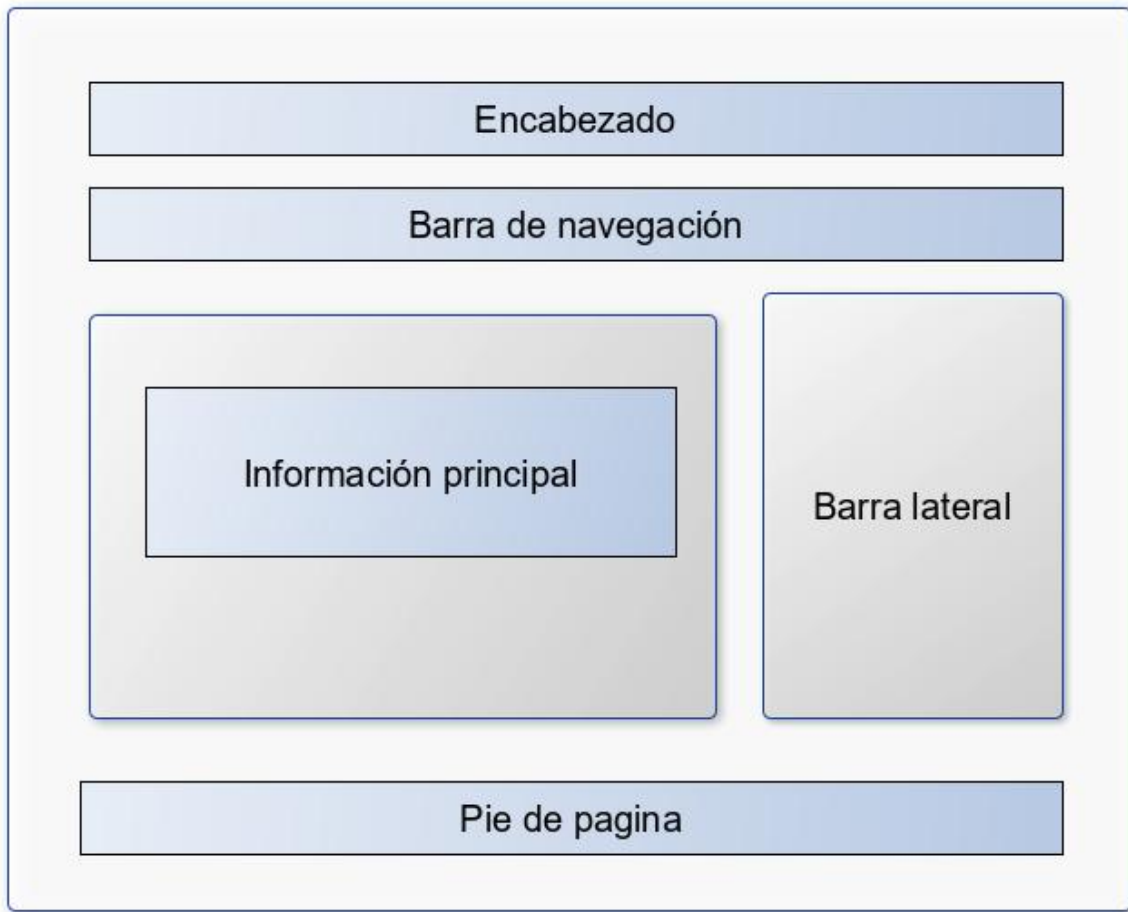 Encabezado
Barra de navegación
Información principal
Barra lateral
Pie de pagina